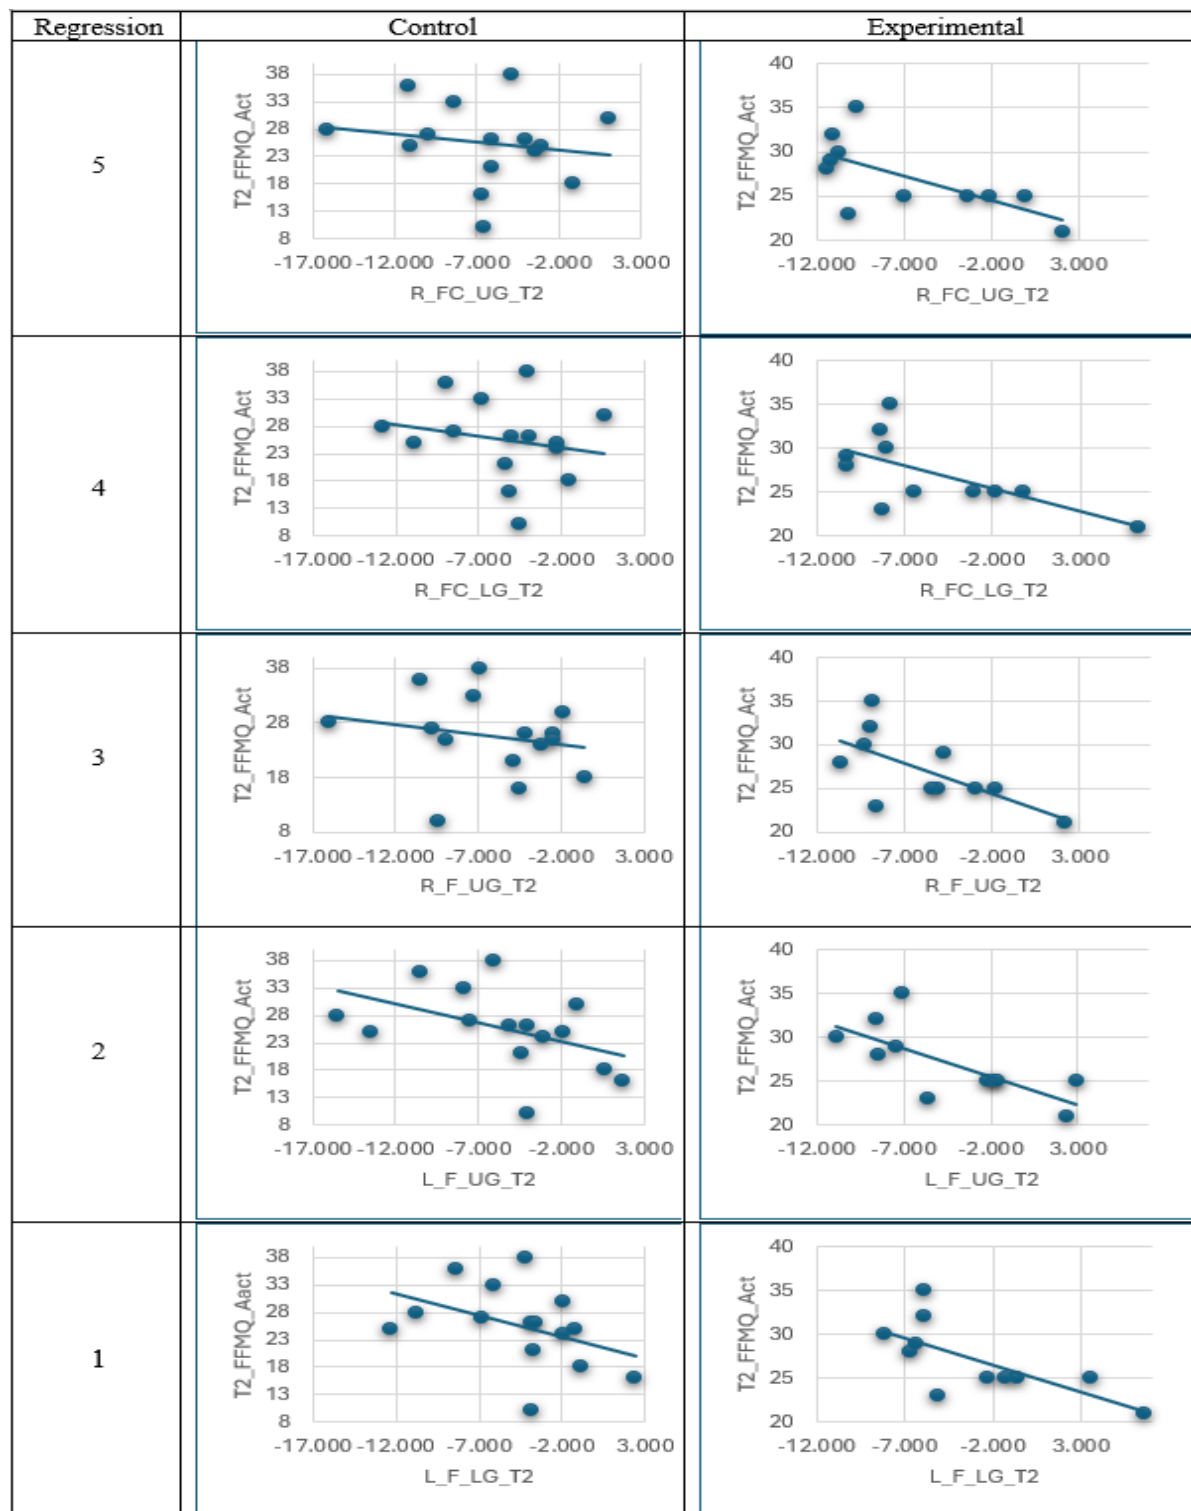 Regression Control Experimental
5
T2_FFMQ_Act
38
33
28
23
18
13
8
-17.000 -12.000 -7.000 -2.000 3.000
R_FC_UG_T2
T2_FFMQ_Act
40
35
30
25
20
-12.000 -7.000 -2.000 3.000
R_FC_UG_T2
4
T2_FFMQ_Act
38
33
28
23
18
13
8
-17.000 -12.000 -7.000 -2.000 3.000
R_FC_LG_T2
T2_FFMQ_Act
40
35
30
25
20
-12.000 -7.000 -2.000 3.000
R_FC_LG_T2
3
T2_FFMQ_Act
38
28
18
8
-17.000 -12.000 -7.000 -2.000 3.000
R_F_UG_T2
T2_FFMQ_Act
40
35
30
25
20
-12.000 -7.000 -2.000 3.000
R_F_UG_T2
2
T2_FFMQ_Act
38
33
28
23
18
13
8
-17.000 -12.000 -7.000 -2.000 3.000
L_F_UG_T2
T2_FFMQ_Act
40
35
30
25
20
-12.000 -7.000 -2.000 3.000
L_F_UG_T2
1
T2_FFMQ_Aact
38
33
28
23
18
13
8
-17.000 -12.000 -7.000 -2.000 3.000
L_F_LG_T2
T2_FFMQ_Act
40
35
30
25
20
-12.000 -7.000 -2.000 3.000
L_F_LG_T2